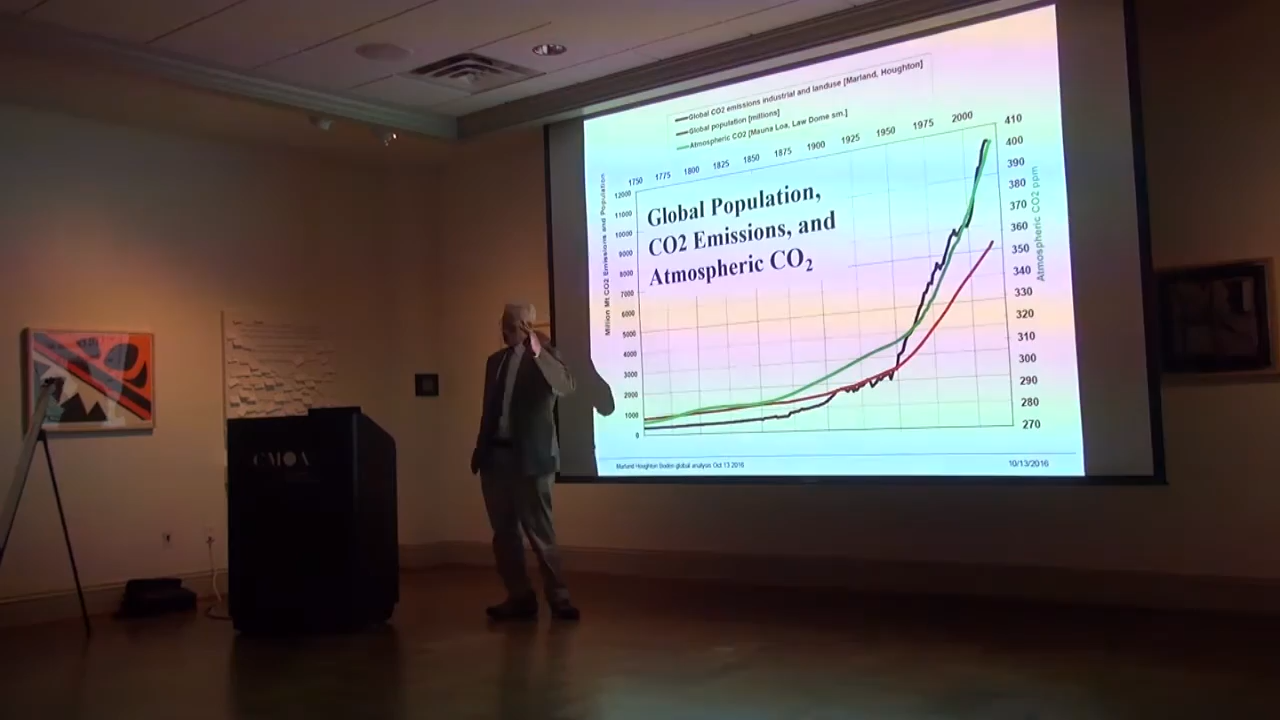 Global CO2 emissions industrial and landuse [Marland, Houghton]
Global population [millions]
Atmospheric CO2 [Mauna Loa, Law Dome sm.]
1750 1775 1800 1825 1850 1875 1900 1925 1950 1975 2000
Million Mt CO2 Emissions and Population
12000
11000
10000
9000
8000
7000
6000
5000
4000
3000
2000
1000
0
Global Population,
CO2 Emissions, and
Atmospheric CO₂
410
400
390
380
370
360
350
340
330
320
310
300
290
280
270
Atmospheric CO2 ppm
Marland Houghton Boden global analysis Oct 13 2016
10/13/2016
CMOA